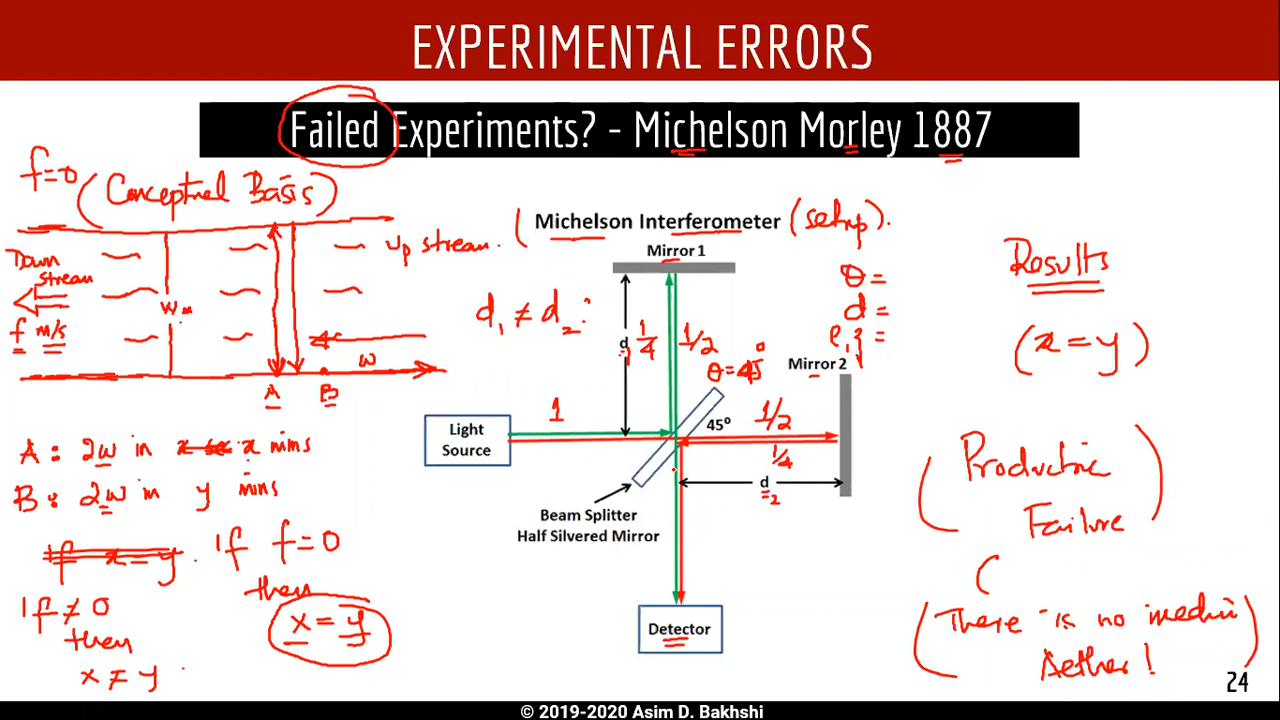 EXPERIMENTAL ERRORS
Failed Experiments? - Michelson Morley 1887
f=0
(Conceptual Basis)
Up stream.
Down
stream
f m/s
W m
w
A
B
A : 2w in x mins
B : 2w in y mins
If x = y.
If f=0
then
x = y
If ≠ 0
then
x ≠ y
Michelson Interferometer (setup).
Mirror 1
d1 ≠ d2
d1
1/4
1/2
θ = 45°
45°
Mirror 2
θ =
d =
Light
Source
1
1/2
1/4
d2
Beam Splitter
Half Silvered Mirror
Detector
Results
(x = y)
(Productive
Failure)
(
(There is no medium
Aether!)
24
© 2019-2020 Asim D. Bakhshi